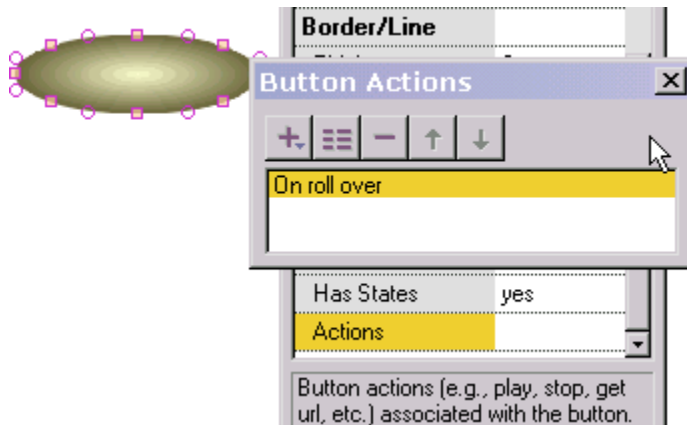 Border/Line
Button Actions
On roll over
Has States yes
Actions
Button actions (e.g., play, stop, get
url, etc.) associated with the button.